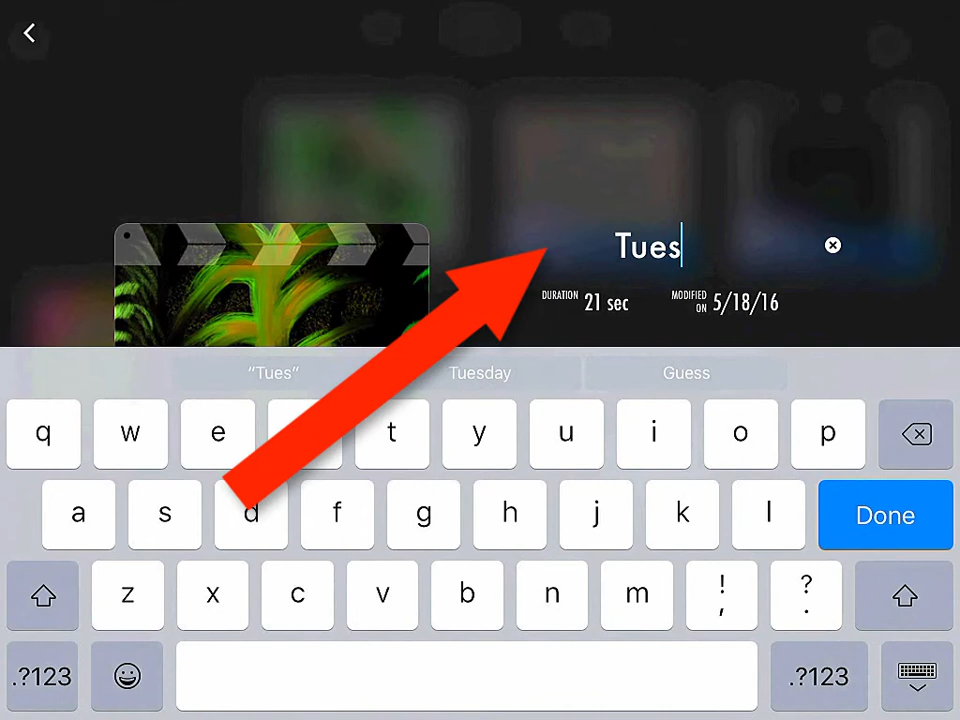 Tues
DURATION 21 sec MODIFIED ON 5/18/16
“Tues” Tuesday Guess
q w e t y u i o p
a s d f g h j k l Done
z x c v b n m ! , ? .
.?123 .?123